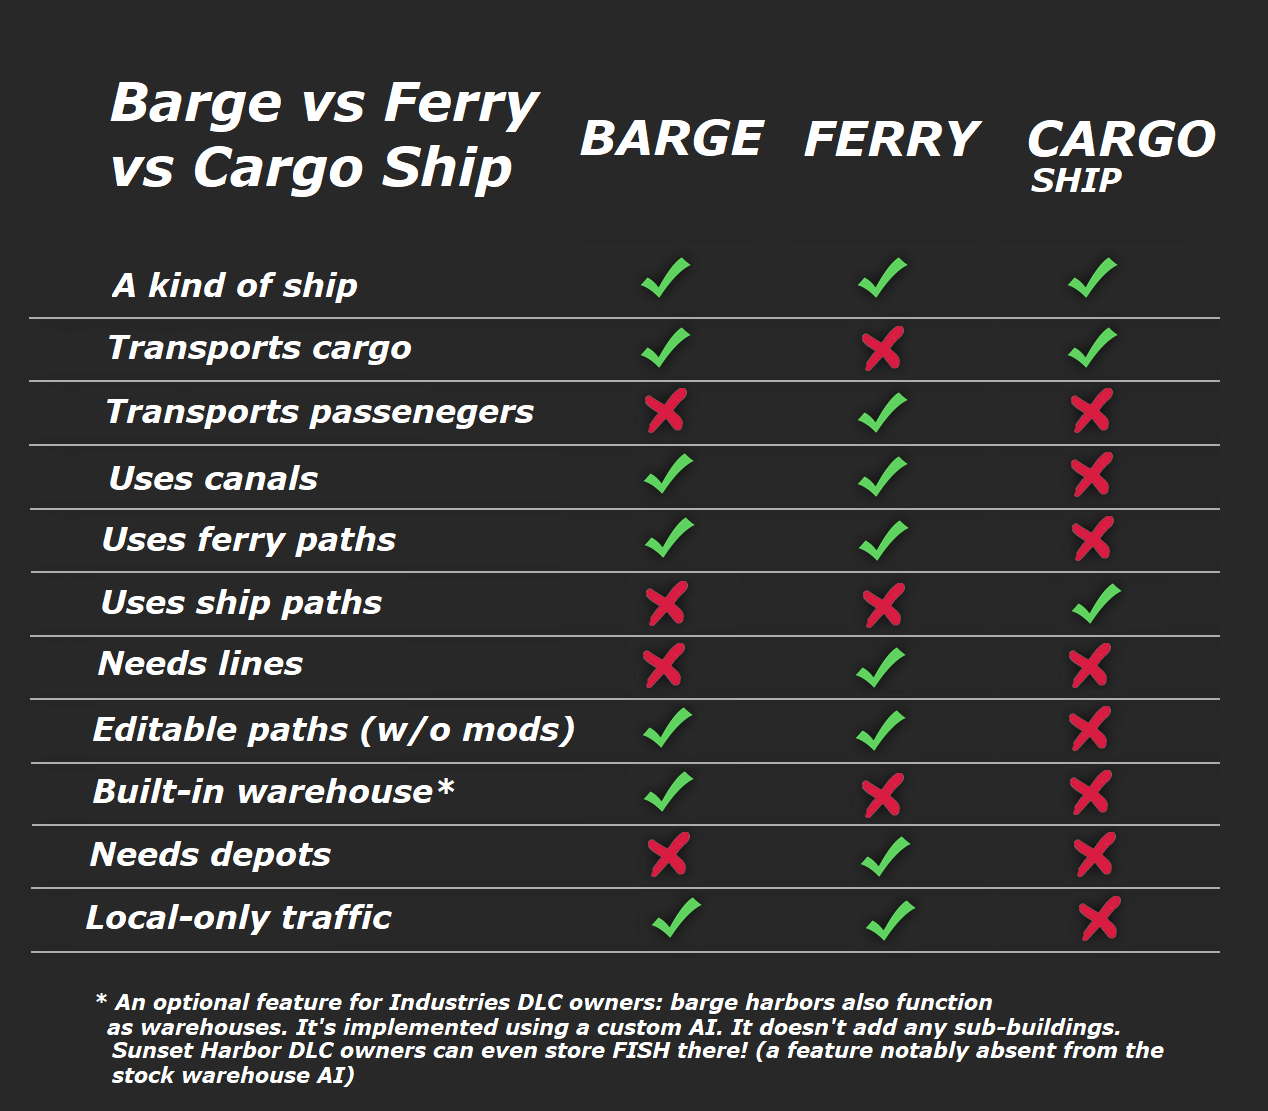 Barge vs Ferry
vs Cargo Ship
BARGE
FERRY
CARGO
SHIP
A kind of ship
Transports cargo
Transports passenegers
Uses canals
Uses ferry paths
Uses ship paths
Needs lines
Editable paths (w/o mods)
Built-in warehouse*
Needs depots
Local-only traffic
* An optional feature for Industries DLC owners: barge harbors also function
as warehouses. It's implemented using a custom AI. It doesn't add any sub-buildings.
Sunset Harbor DLC owners can even store FISH there! (a feature notably absent from the
stock warehouse AI)